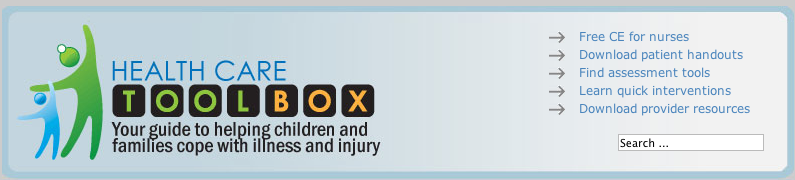 HEALTH CARE
TOOLBOX
Your guide to helping children and
families cope with illness and injury
Free CE for nurses
Download patient handouts
Find assessment tools
Learn quick interventions
Download provider resources
Search ...